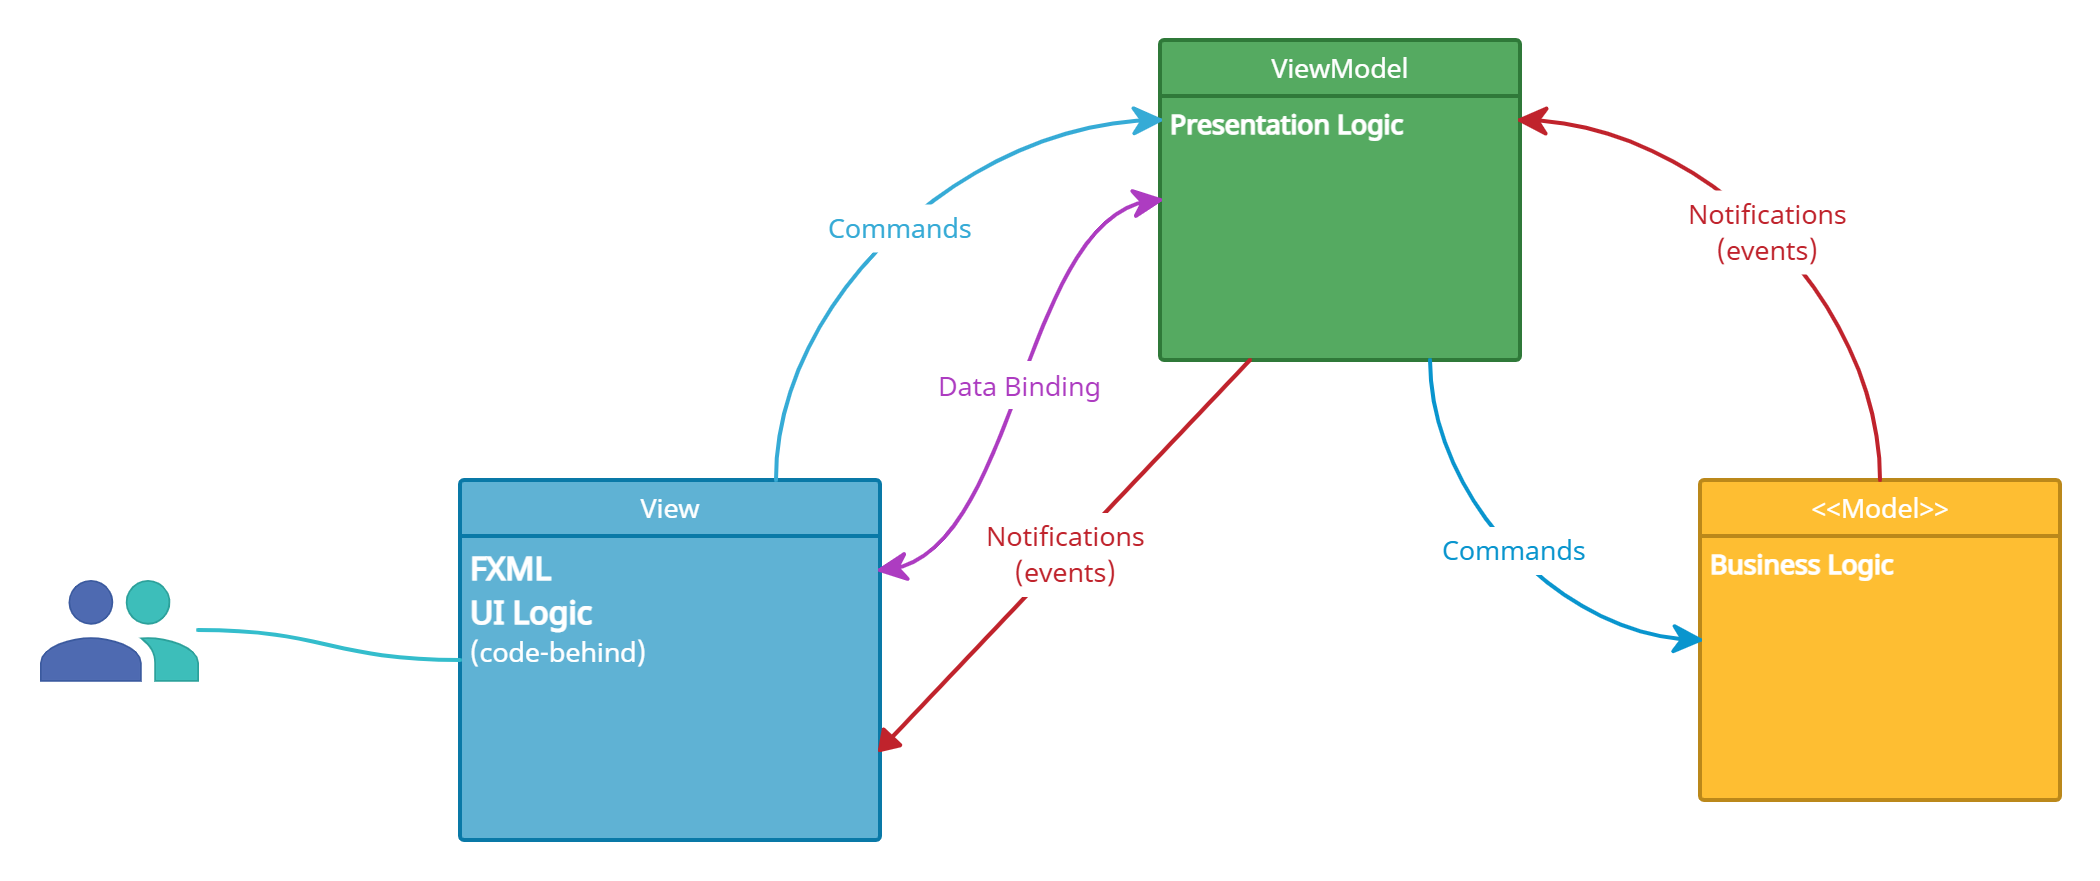 ViewModel
Presentation Logic
Commands
Notifications
(events)
Data Binding
View
FXML
UI Logic
(code-behind)
Notifications
(events)
Commands
<<Model>>
Business Logic